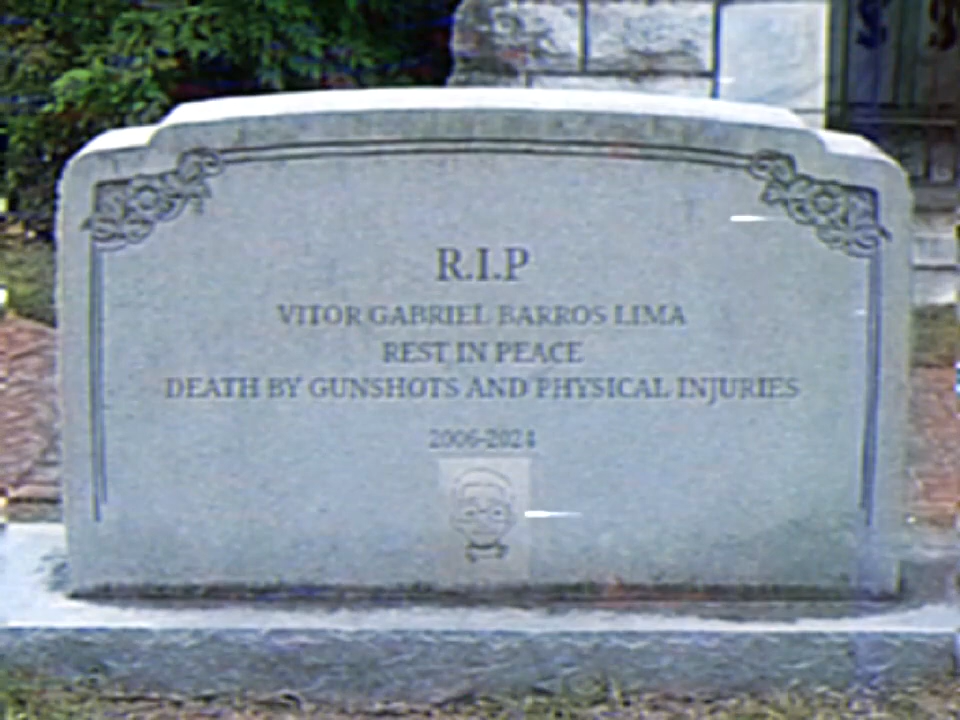 R.I.P
VITOR GABRIEL BARROS LIMA
REST IN PEACE
DEATH BY GUNSHOTS AND PHYSICAL INJURIES
2006-2024